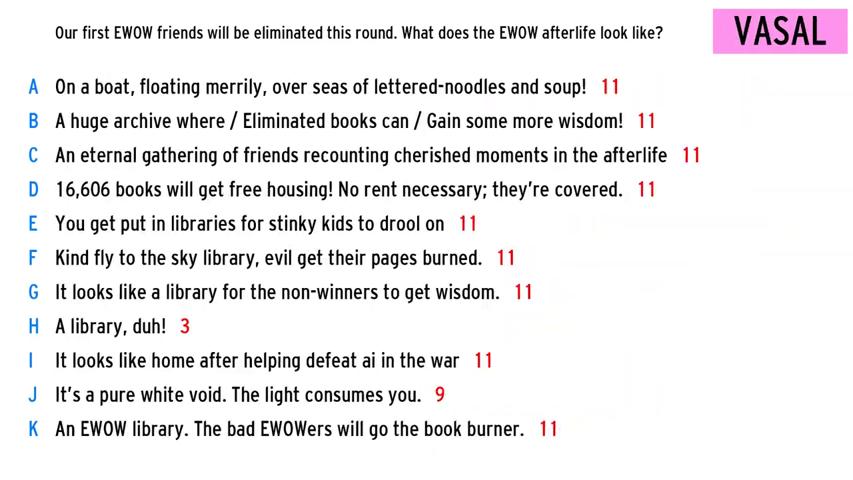 Our first EWOW friends will be eliminated this round. What does the EWOW afterlife look like?
VASAL
A On a boat, floating merrily, over seas of lettered-noodles and soup! 11
B A huge archive where / Eliminated books can / Gain some more wisdom! 11
C An eternal gathering of friends recounting cherished moments in the afterlife 11
D 16,606 books will get free housing! No rent necessary; they're covered. 11
E You get put in libraries for stinky kids to drool on 11
F Kind fly to the sky library, evil get their pages burned. 11
G It looks like a library for the non-winners to get wisdom. 11
H A library, duh! 3
I It looks like home after helping defeat ai in the war 11
J It's a pure white void. The light consumes you. 9
K An EWOW library. The bad EWOWers will go the book burner. 11